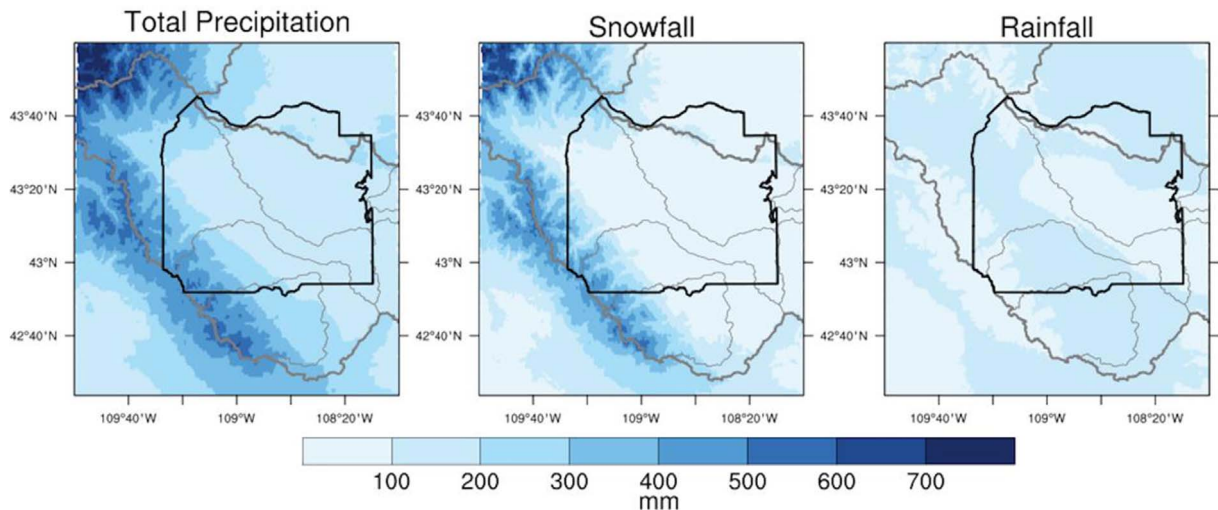 Total Precipitation Snowfall Rainfall
43°40'N 43°40'N
43°20'N 43°20'N
43°N 43°N
42°40'N 42°40'N
109°40'W 109°W 108°20'W 109°40'W 109°W 108°20'W 109°40'W 109°W 108°20'W
100 200 300 400 500 600 700
mm